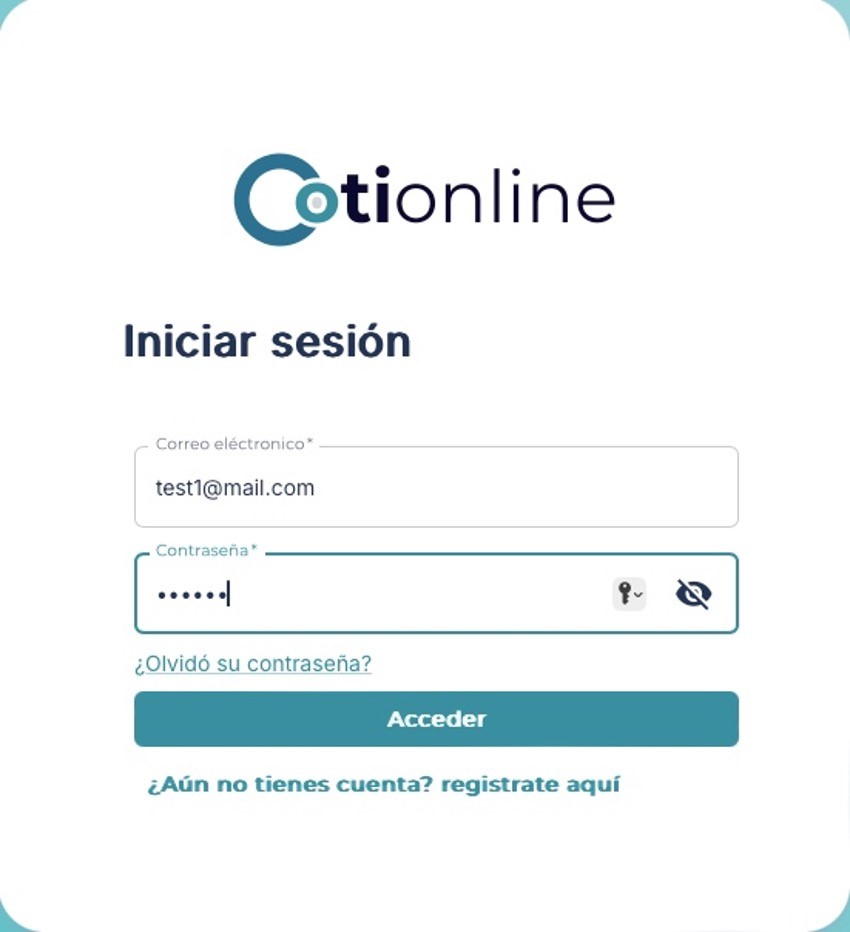 Cotionline
Iniciar sesión
Correo eléctronico*
test1@mail.com
Contraseña*
••••••
¿Olvidó su contraseña?
Acceder
¿Aún no tienes cuenta? registrate aquí